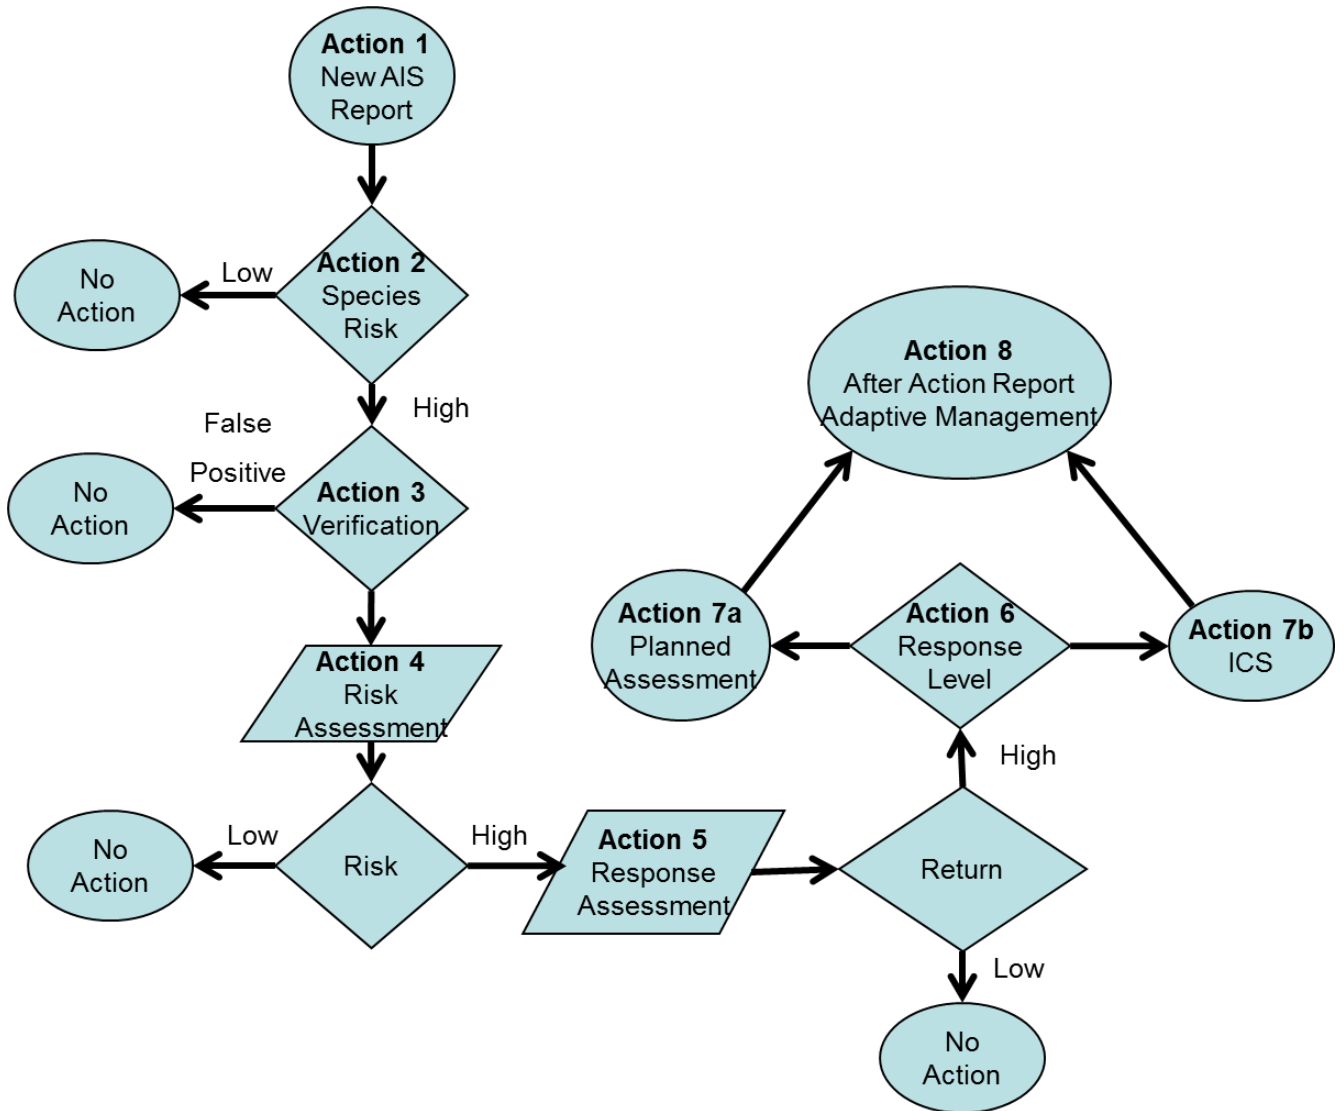 Action 1
New AIS
Report
Action 2
Species
Risk
Low
No
Action
High
False
Positive
Action 3
Verification
No
Action
Action 4
Risk
Assessment
Risk
Low
No
Action
High
Action 5
Response
Assessment
Return
Low
No
Action
High
Action 6
Response
Level
Action 7a
Planned
Assessment
Action 7b
ICS
Action 8
After Action Report
Adaptive Management